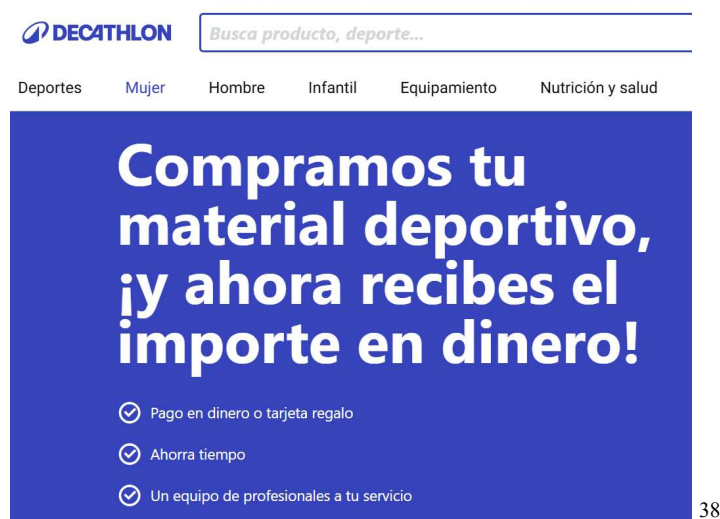 DECATHLON
Busca producto, deporte...
Deportes Mujer Hombre Infantil Equipamiento Nutrición y salud
Compramos tu
material deportivo,
¡y ahora recibes el
importe en dinero!
Pago en dinero o tarjeta regalo
Ahorra tiempo
Un equipo de profesionales a tu servicio
38